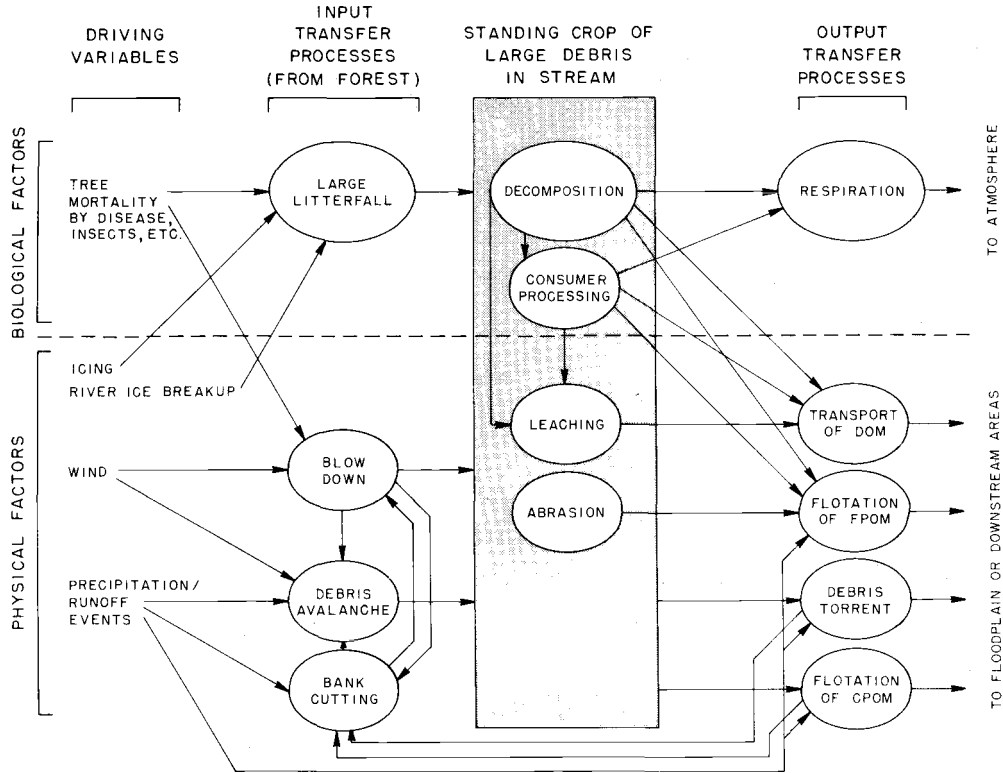 DRIVING
VARIABLES
INPUT
TRANSFER
PROCESSES
(FROM FOREST)
STANDING CROP OF
LARGE DEBRIS
IN STREAM
OUTPUT
TRANSFER
PROCESSES
BIOLOGICAL FACTORS
TREE
MORTALITY
BY DISEASE,
INSECTS, ETC.
LARGE
LITTERFALL
DECOMPOSITION
RESPIRATION
TO ATMOSPHERE
CONSUMER
PROCESSING
ICING
RIVER ICE BREAKUP
PHYSICAL FACTORS
LEACHING
TRANSPORT
OF DOM
WIND
BLOW
DOWN
ABRASION
FLOTATION
OF FPOM
PRECIPITATION/
RUNOFF
EVENTS
DEBRIS
AVALANCHE
DEBRIS
TORRENT
BANK
CUTTING
FLOTATION
OF CPOM
TO FLOODPLAIN OR DOWNSTREAM AREAS